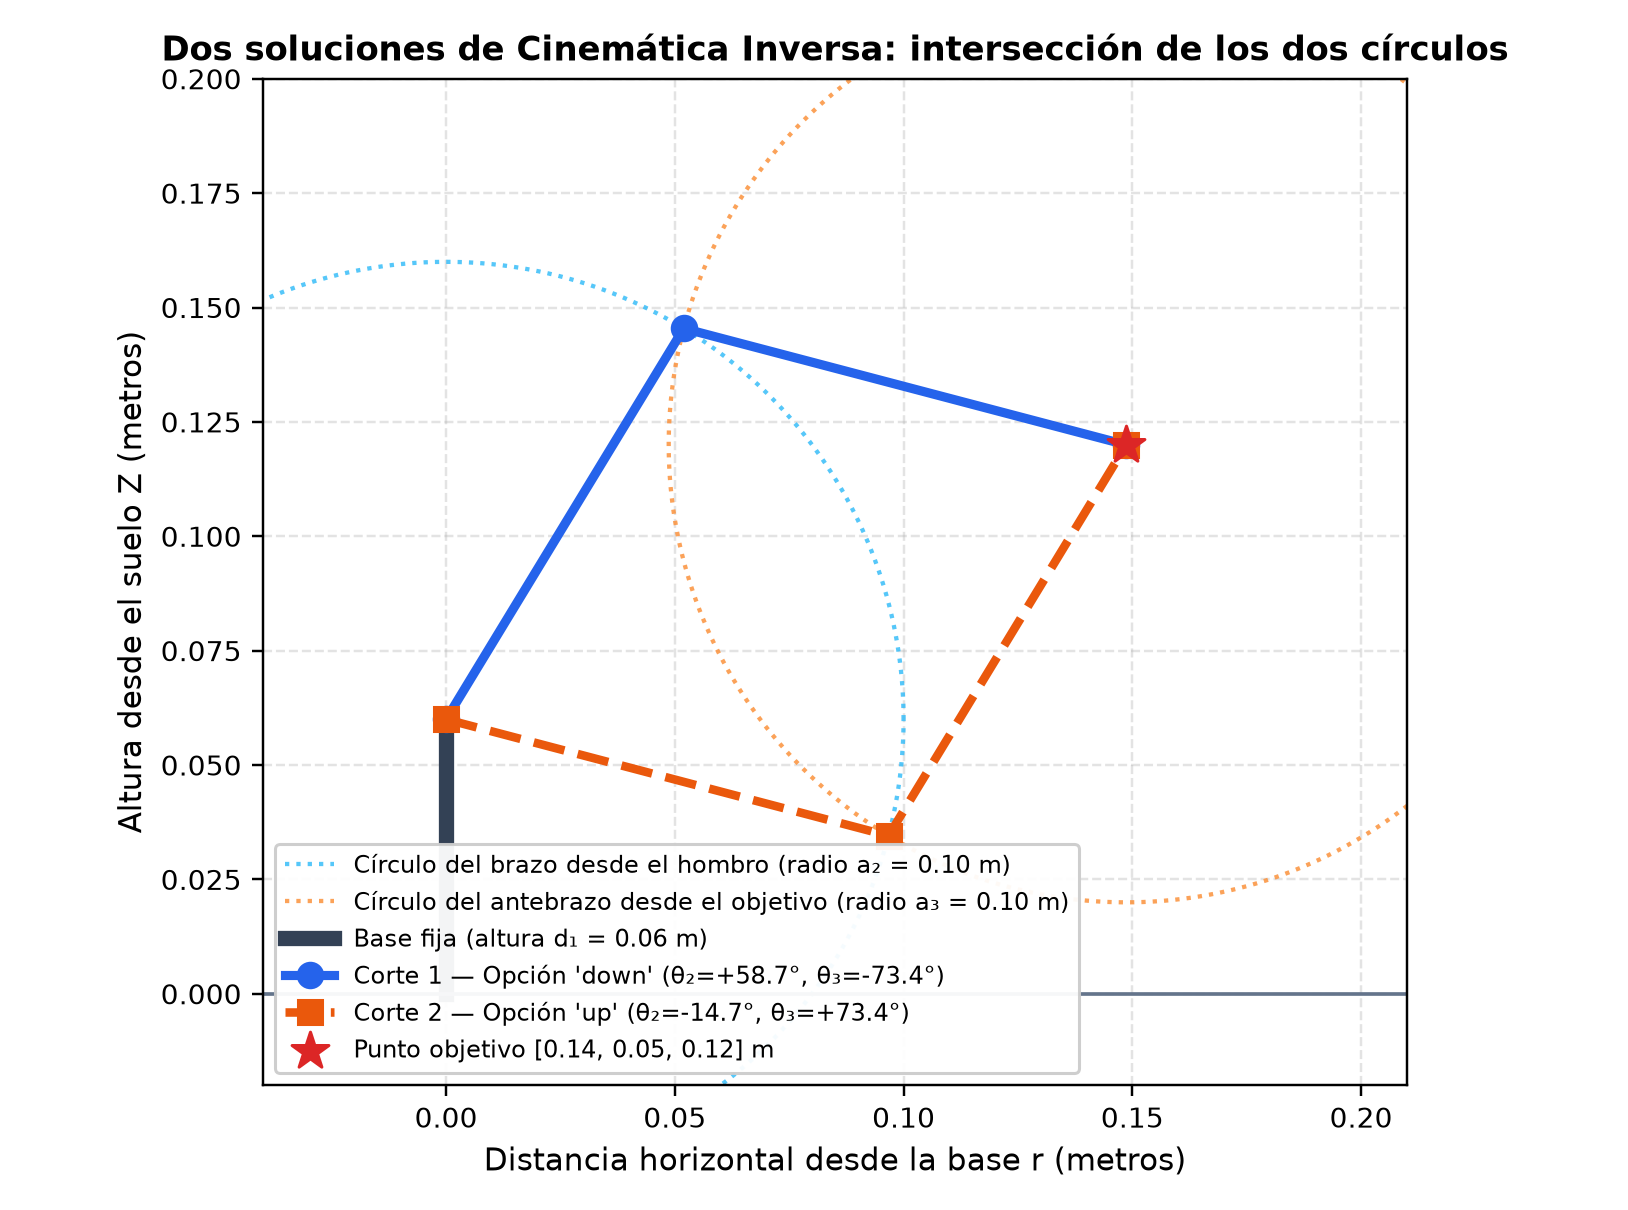 Dos soluciones de Cinemática Inversa: intersección de los dos círculos
Altura desde el suelo Z (metros)
0.200
0.175
0.150
0.125
0.100
0.075
0.050
0.025
0.000
Círculo del brazo desde el hombro (radio a₂ = 0.10 m)
Círculo del antebrazo desde el objetivo (radio a₃ = 0.10 m)
Base fija (altura d₁ = 0.06 m)
Corte 1 — Opción 'down' (θ₂=+58.7°, θ₃=-73.4°)
Corte 2 — Opción 'up' (θ₂=-14.7°, θ₃=+73.4°)
Punto objetivo [0.14, 0.05, 0.12] m
0.00 0.05 0.10 0.15 0.20
Distancia horizontal desde la base r (metros)